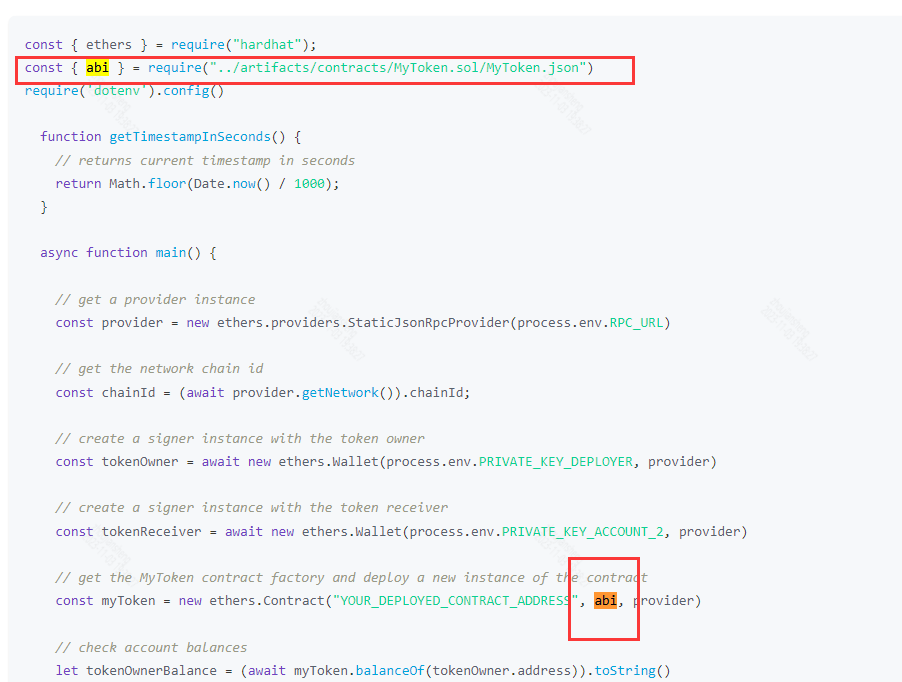 const { ethers } = require("hardhat");
const { abi } = require("../artifacts/contracts/MyToken.sol/MyToken.json")
require('dotenv').config()
function getTimestampInSeconds() {
// returns current timestamp in seconds
return Math.floor(Date.now() / 1000);
}
async function main() {
// get a provider instance
const provider = new ethers.providers.StaticJsonRpcProvider(process.env.RPC_URL)
// get the network chain id
const chainId = (await provider.getNetwork()).chainId;
// create a signer instance with the token owner
const tokenOwner = await new ethers.Wallet(process.env.PRIVATE_KEY_DEPLOYER, provider)
// create a signer instance with the token receiver
const tokenReceiver = await new ethers.Wallet(process.env.PRIVATE_KEY_ACCOUNT_2, provider)
// get the MyToken contract factory and deploy a new instance of the contract
const myToken = new ethers.Contract("YOUR_DEPLOYED_CONTRACT_ADDRESS", abi, provider)
// check account balances
let tokenOwnerBalance = (await myToken.balanceOf(tokenOwner.address)).toString()